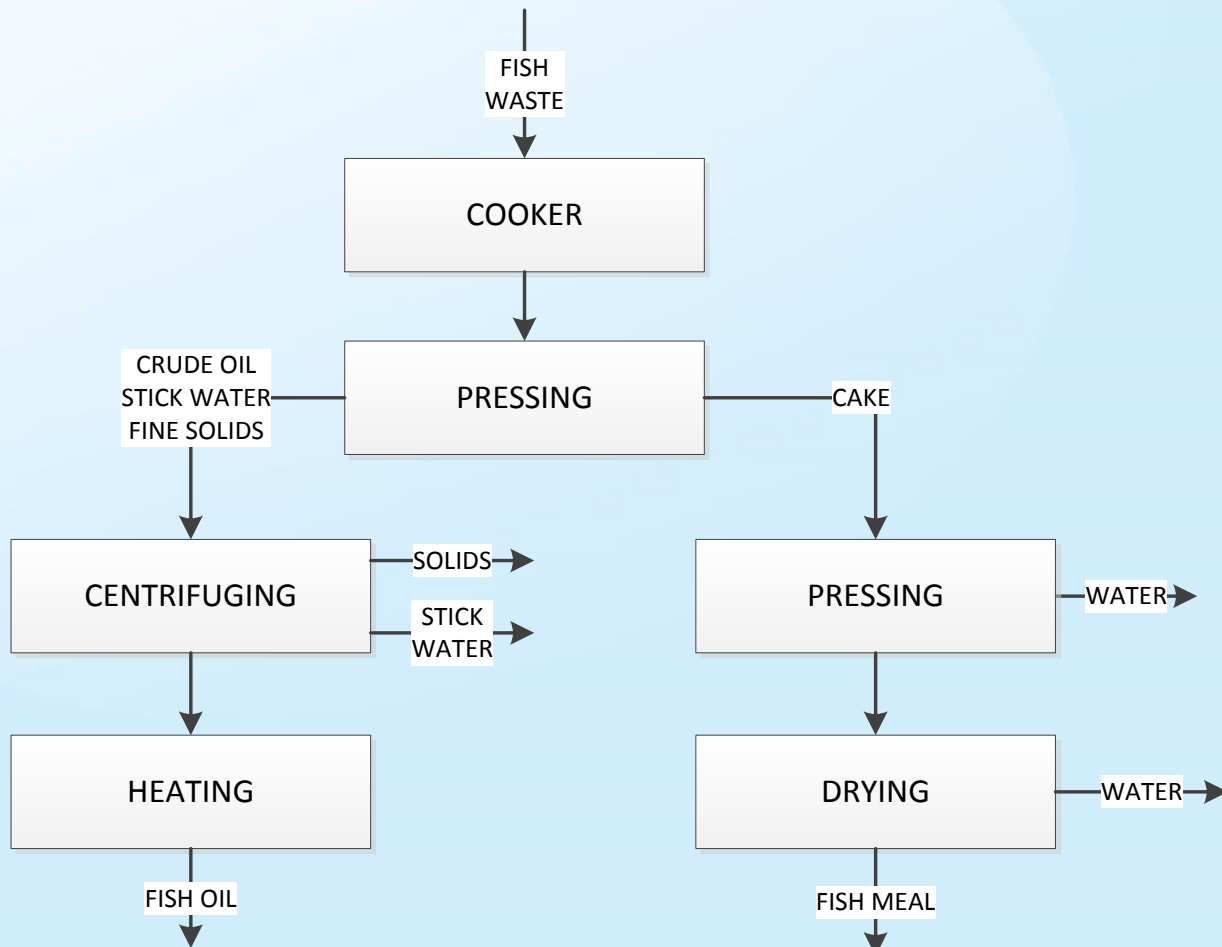 FISH
WASTE
COOKER
PRESSING
CRUDE OIL
STICK WATER
FINE SOLIDS
CAKE
CENTRIFUGING
SOLIDS
STICK
WATER
PRESSING
WATER
HEATING
DRYING
WATER
FISH OIL
FISH MEAL